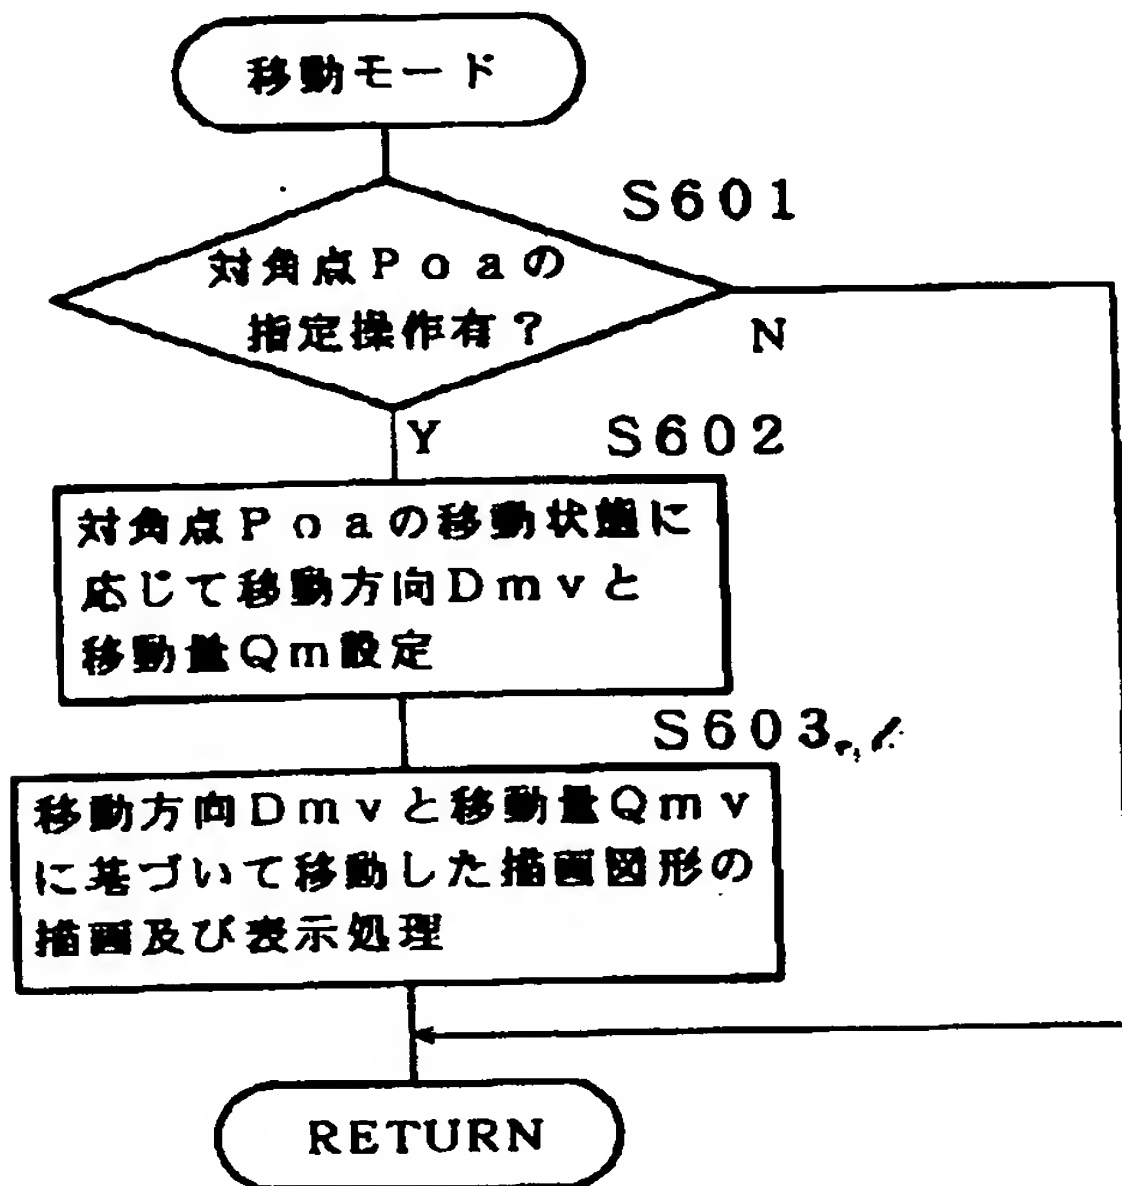 移動モード
S601
対角点Poaの
指定操作有?
N
Y
S602
対角点Poaの移動状態に
応じて移動方向Dmvと
移動量Qm設定
S603
移動方向Dmvと移動量Qmv
に基づいて移動した描画図形の
描画及び表示処理
RETURN